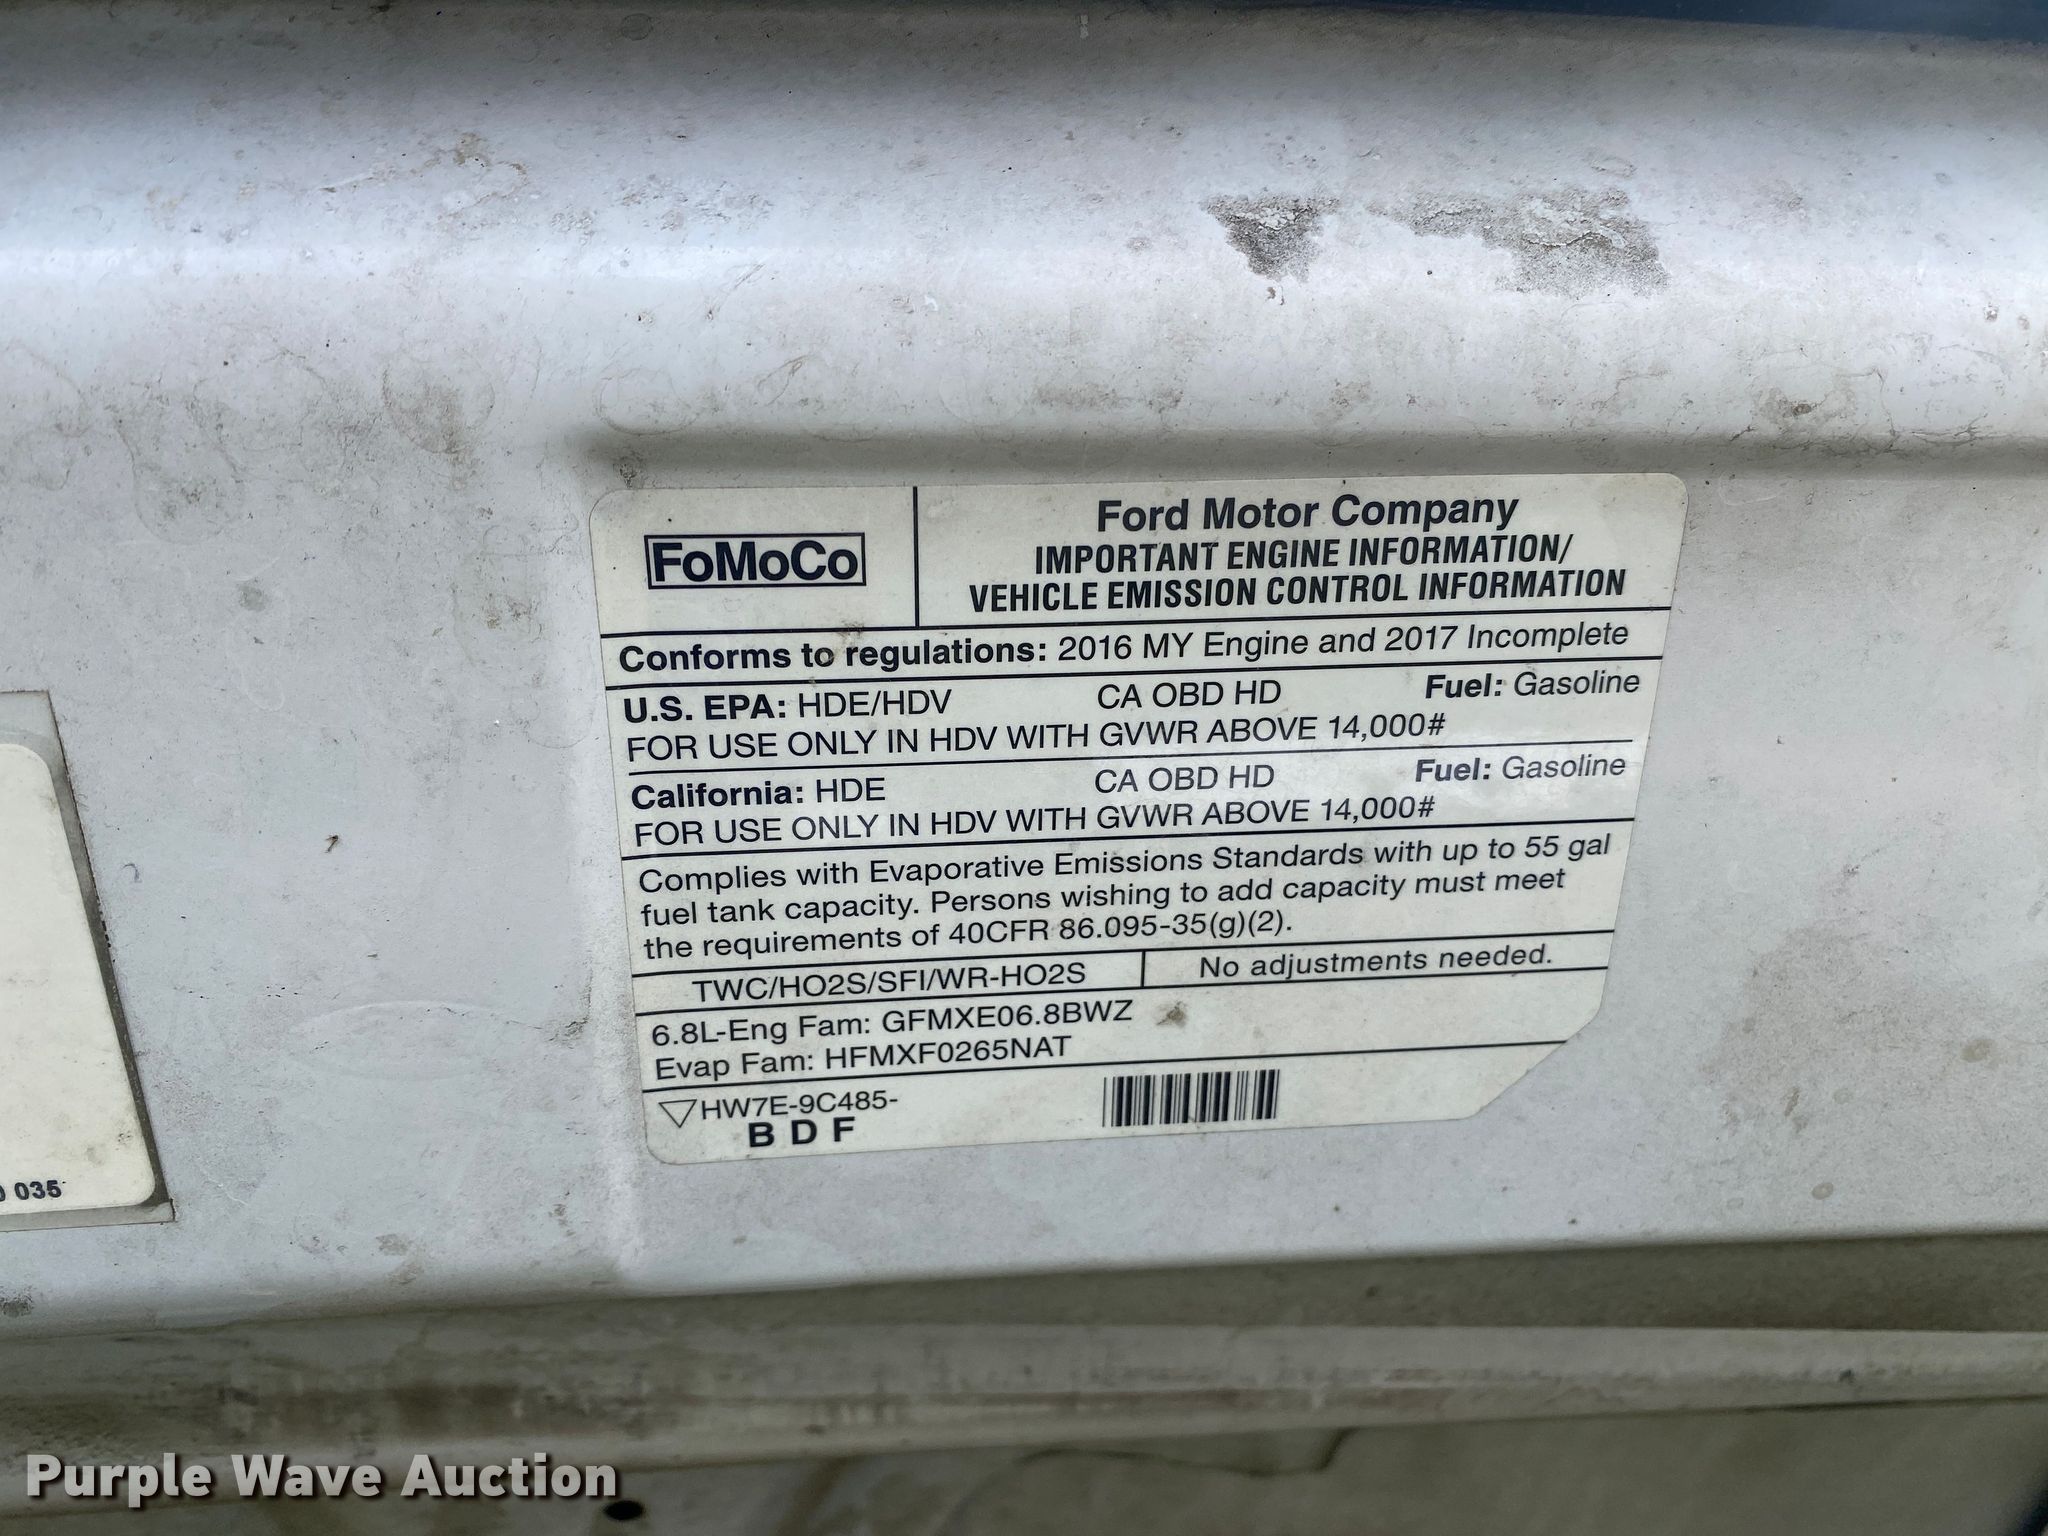 FoMoCo
Ford Motor Company
IMPORTANT ENGINE INFORMATION/
VEHICLE EMISSION CONTROL INFORMATION
Conforms to regulations: 2016 MY Engine and 2017 Incomplete
U.S. EPA: HDE/HDV CA OBD HD Fuel: Gasoline
FOR USE ONLY IN HDV WITH GVWR ABOVE 14,000#
California: HDE CA OBD HD Fuel: Gasoline
FOR USE ONLY IN HDV WITH GVWR ABOVE 14,000#
Complies with Evaporative Emissions Standards with up to 55 gal
fuel tank capacity. Persons wishing to add capacity must meet
the requirements of 40CFR 86.095-35(g)(2).
TWC/HO2S/SFI/WR-HO2S No adjustments needed.
6.8L-Eng Fam: GFMXE06.8BWZ
Evap Fam: HFMXF0265NAT
HW7E-9C485-
B D F
035
Purple Wave Auction